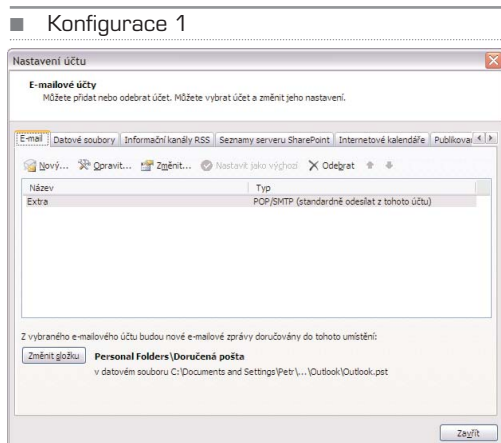 Konfigurace 1
Nastavení účtu
E-mailové účty
Můžete přidat nebo odebrat účet. Můžete vybrat účet a změnit jeho nastavení.
E-mail Datové soubory Informační kanály RSS Seznamy serveru SharePoint Internetové kalendáře Publikovaı
Nový... Opravit... Změnit... Nastavit jako výchozí Odebrat
Název Typ
Extra POP/SMTP (standardně odesílat z tohoto účtu)
Z vybraného e-mailového účtu budou nové e-mailové zprávy doručovány do tohoto umístění:
Změnit složku Personal Folders\Doručená pošta
v datovém souboru C:\Documents and Settings\Petr\...\Outlook\Outlook.pst
Zavřít